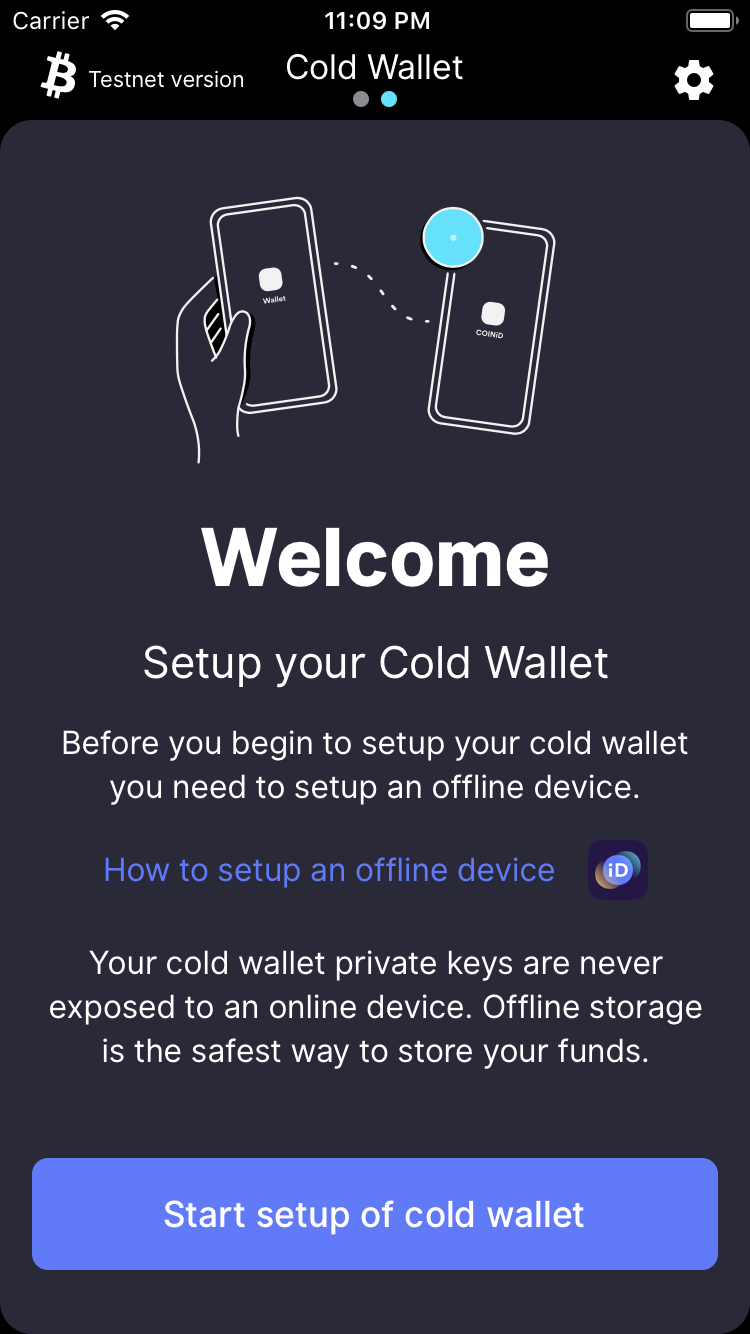 Carrier 11:09 PM
Testnet version
Cold Wallet
Wallet
COINiD
Welcome
Setup your Cold Wallet
Before you begin to setup your cold wallet
you need to setup an offline device.
How to setup an offline device
iD
Your cold wallet private keys are never
exposed to an online device. Offline storage
is the safest way to store your funds.
Start setup of cold wallet